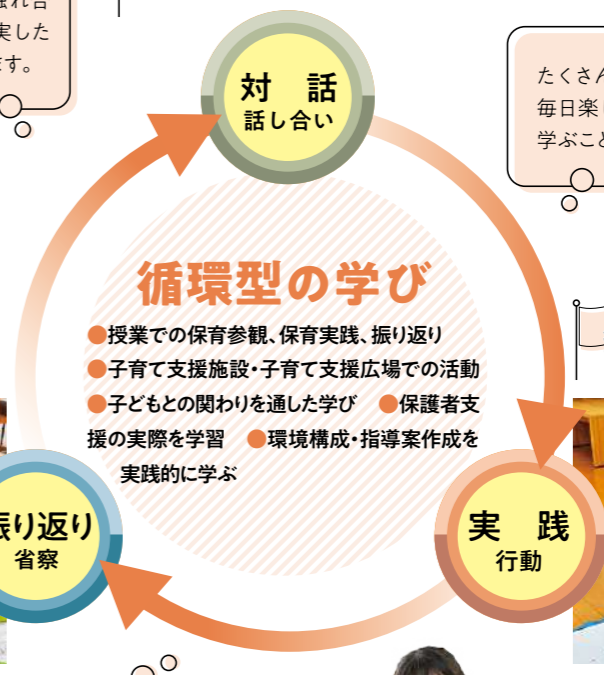 実した
ます。
たくさん
毎日楽
学ぶこと
対　話
話し合い
循環型の学び
●授業での保育参観、保育実践、振り返り
●子育て支援施設・子育て支援広場での活動
●子どもとの関わりを通した学び　●保護者支
援の実際を学習　●環境構成・指導案作成を
実践的に学ぶ
振り返り
省察
実　践
行動